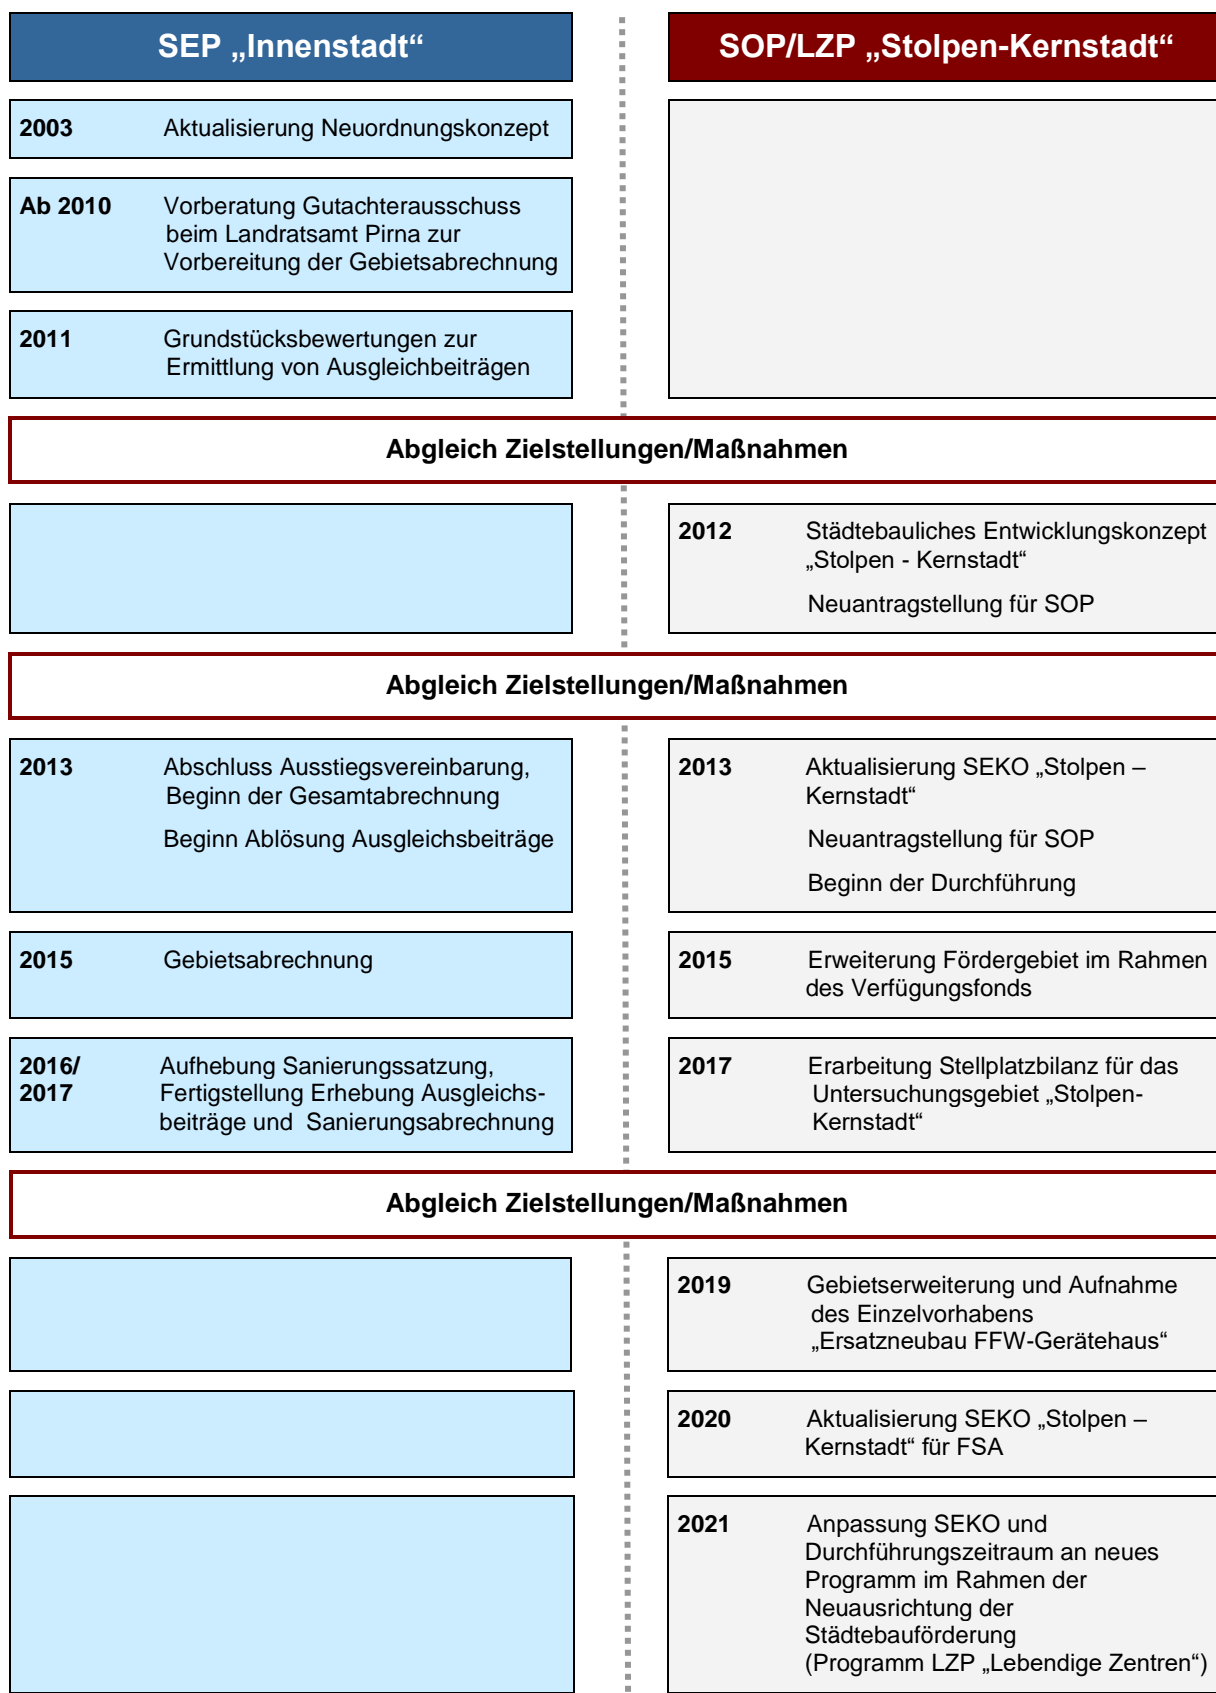 SEP „Innenstadt“
SOP/LZP „Stolpen-Kernstadt“
2003 Aktualisierung Neuordnungskonzept
Ab 2010 Vorberatung Gutachterausschuss
beim Landratsamt Pirna zur
Vorbereitung der Gebietsabrechnung
2011 Grundstücksbewertungen zur
Ermittlung von Ausgleichbeiträgen
Abgleich Zielstellungen/Maßnahmen
2012 Städtebauliches Entwicklungskonzept
„Stolpen - Kernstadt“
Neuantragstellung für SOP
Abgleich Zielstellungen/Maßnahmen
2013 Abschluss Ausstiegsvereinbarung,
Beginn der Gesamtabrechnung
Beginn Ablösung Ausgleichsbeiträge
2013 Aktualisierung SEKO „Stolpen –
Kernstadt“
Neuantragstellung für SOP
Beginn der Durchführung
2015 Gebietsabrechnung
2015 Erweiterung Fördergebiet im Rahmen
des Verfügungsfonds
2016/ Aufhebung Sanierungssatzung,
2017 Fertigstellung Erhebung Ausgleichs-
beiträge und Sanierungsabrechnung
2017 Erarbeitung Stellplatzbilanz für das
Untersuchungsgebiet „Stolpen-
Kernstadt“
Abgleich Zielstellungen/Maßnahmen
2019 Gebietserweiterung und Aufnahme
des Einzelvorhabens
„Ersatzneubau FFW-Gerätehaus“
2020 Aktualisierung SEKO „Stolpen –
Kernstadt“ für FSA
2021 Anpassung SEKO und
Durchführungszeitraum an neues
Programm im Rahmen der
Neuausrichtung der
Städtebauförderung
(Programm LZP „Lebendige Zentren“)